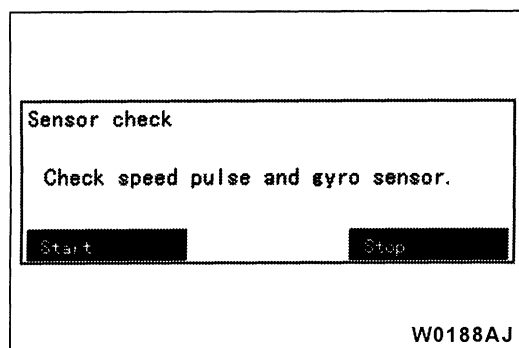 Sensor check
Check speed pulse and gyro sensor.
Start Stop
W0188AJ